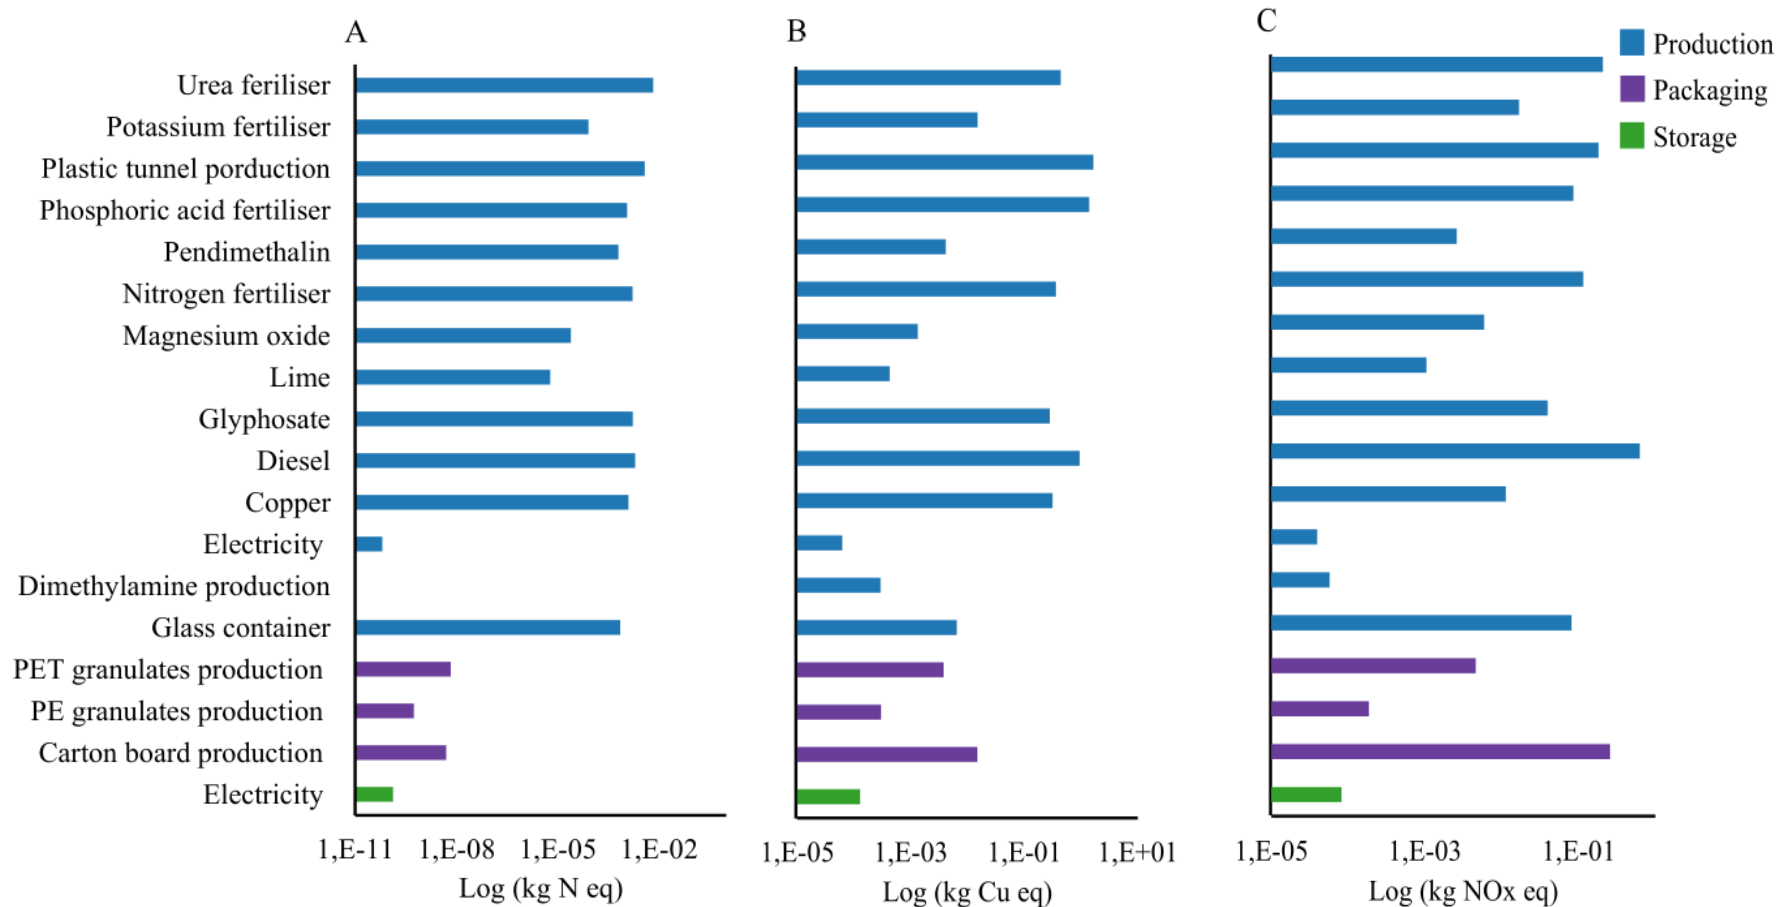 A
B
C
Production
Packaging
Storage
Urea feriliser
Potassium fertiliser
Plastic tunnel porduction
Phosphoric acid fertiliser
Pendimethalin
Nitrogen fertiliser
Magnesium oxide
Lime
Glyphosate
Diesel
Copper
Electricity
Dimethylamine production
Glass container
PET granulates production
PE granulates production
Carton board production
Electricity
1,E-11 1,E-08 1,E-05 1,E-02
Log (kg N eq)
1,E-05 1,E-03 1,E-01 1,E+01
Log (kg Cu eq)
1,E-05 1,E-03 1,E-01
Log (kg NOx eq)